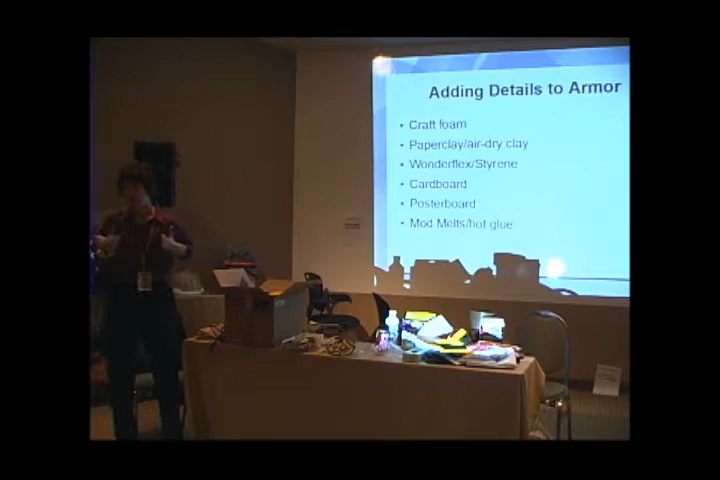 Adding Details to Armor
• Craft foam
• Paperclay/air-dry clay
• Wonderflex/Styrene
• Cardboard
• Posterboard
• Mod Melts/hot glue